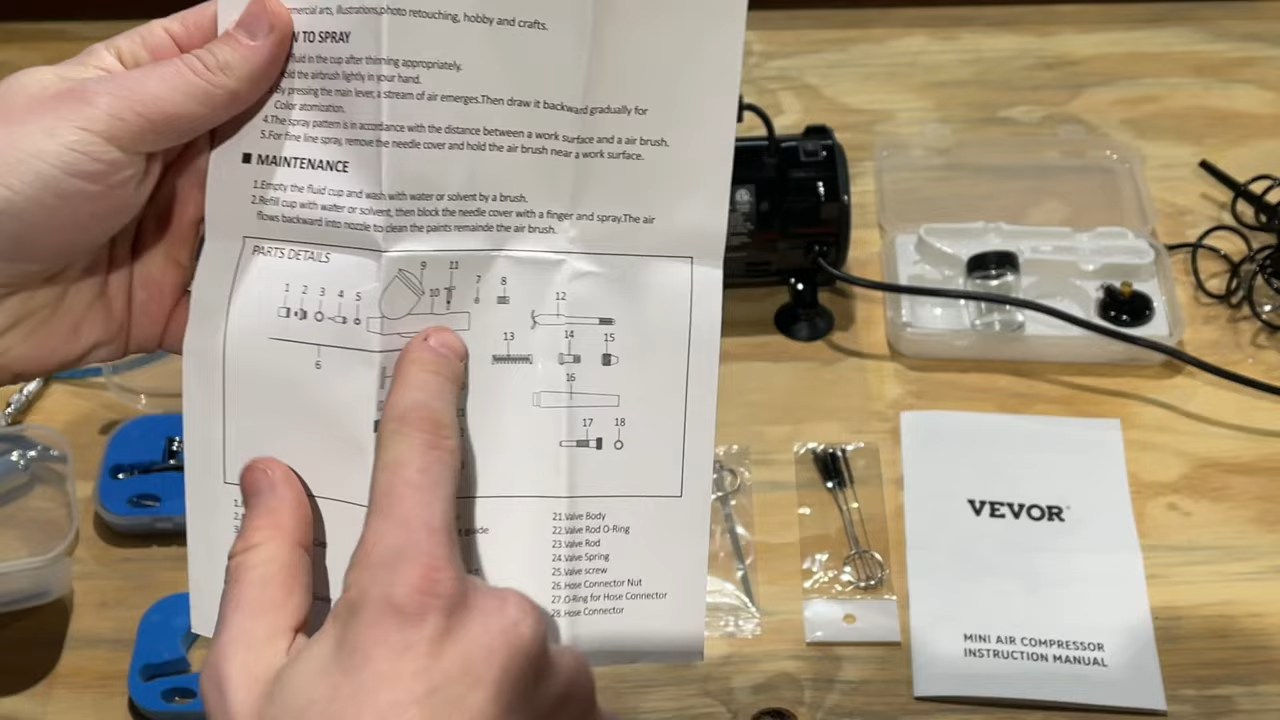 mercial arts, illustrations,photo retouching, hobby and crafts.
TO SPRAY
fluid in the cup after thinning appropriately.
the airbrush lightly in your hand.
By pressing the main lever, a stream of air emerges.Then draw it backward gradually for
Color atomization.
4.The spray pattern is in accordance with the distance between a work surface and a air brush.
5.For fine line spray, remove the needle cover and hold the air brush near a work surface.
■ MAINTENANCE
1.Empty the fluid cup and wash with water or solvent by a brush.
2.Refill cup with water or solvent, then block the needle cover with a finger and spray.The air
flows backward into nozzle to clean the paints remainde the air brush.
PARTS DETAILS
9 11
1 2 3 4 5 10 7 8 12
13 14 15
6
16
17 18
1.
2.
3
guide
21.Valve Body
22.Valve Rod O-Ring
23.Valve Rod
24.Valve Spring
25.Valve screw
26.Hose Connector Nut
27.O-Ring for Hose Connector
28.Hose Connector
VEVOR®
MINI AIR COMPRESSOR
INSTRUCTION MANUAL